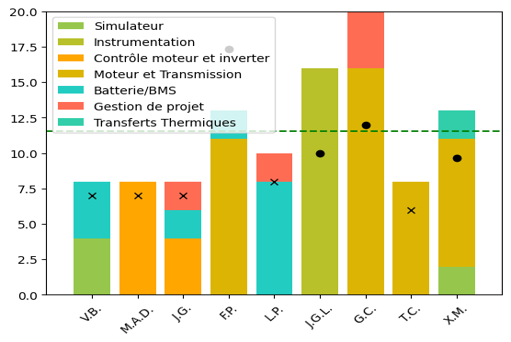 20.0
17.5
15.0
12.5
10.0
7.5
5.0
2.5
0.0
Simulateur
Instrumentation
Contrôle moteur et inverter
Moteur et Transmission
Batterie/BMS
Gestion de projet
Transferts Thermiques
V.B.
M.A.D.
J.G.
F.P.
L.P.
J.G.L.
G.C.
T.C.
X.M.